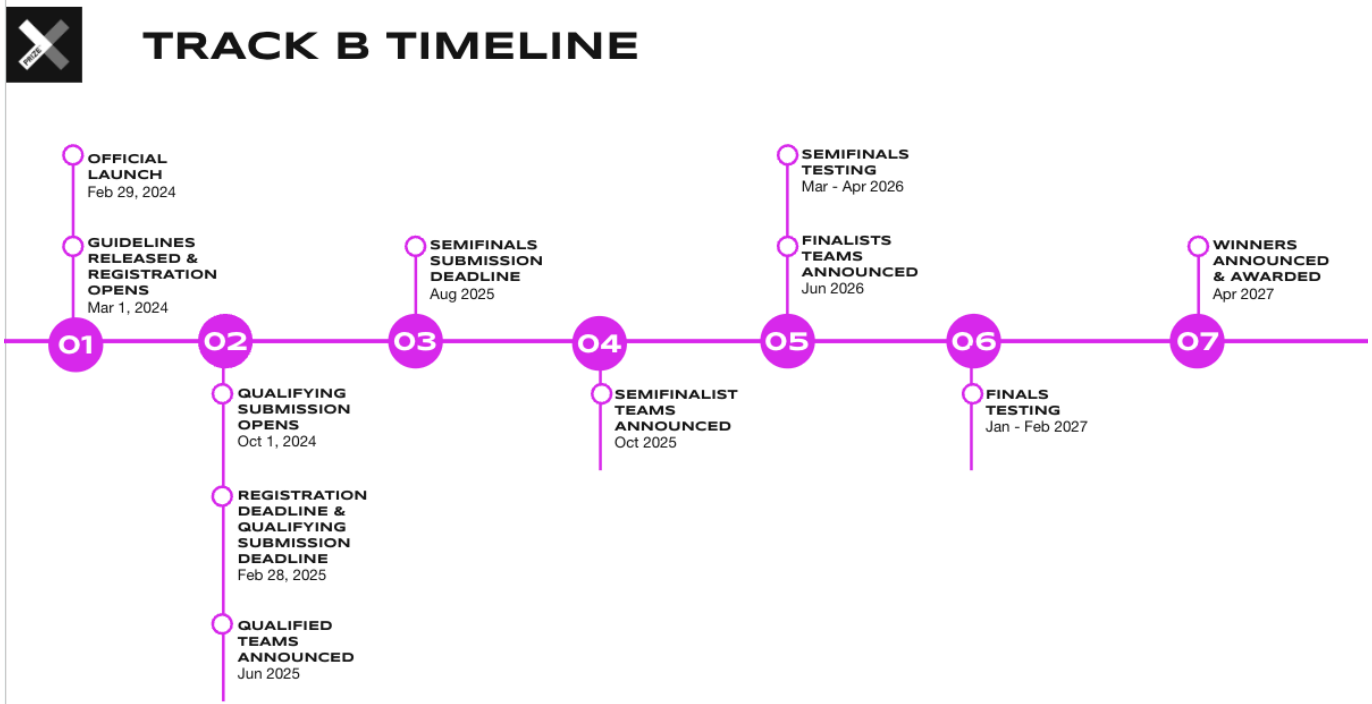 PRIZE
TRACK B TIMELINE
OFFICIAL
LAUNCH
Feb 29, 2024
GUIDELINES
RELEASED &
REGISTRATION
OPENS
Mar 1, 2024
01
02
QUALIFYING
SUBMISSION
OPENS
Oct 1, 2024
REGISTRATION
DEADLINE &
QUALIFYING
SUBMISSION
DEADLINE
Feb 28, 2025
QUALIFIED
TEAMS
ANNOUNCED
Jun 2025
SEMIFINALS
SUBMISSION
DEADLINE
Aug 2025
03
04
SEMIFINALIST
TEAMS
ANNOUNCED
Oct 2025
SEMIFINALS
TESTING
Mar - Apr 2026
FINALISTS
TEAMS
ANNOUNCED
Jun 2026
05
06
FINALS
TESTING
Jan - Feb 2027
WINNERS
ANNOUNCED
& AWARDED
Apr 2027
07